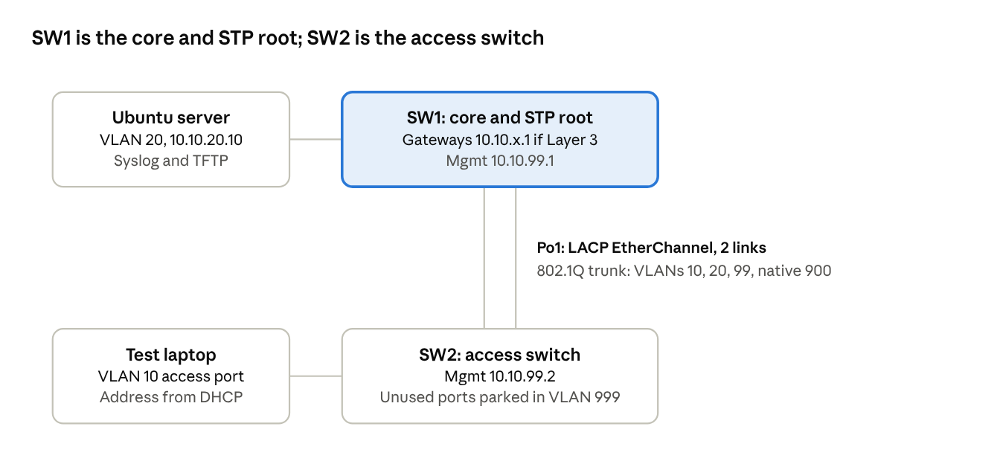 SW1 is the core and STP root; SW2 is the access switch
Ubuntu server
VLAN 20, 10.10.20.10
Syslog and TFTP
SW1: core and STP root
Gateways 10.10.x.1 if Layer 3
Mgmt 10.10.99.1
Po1: LACP EtherChannel, 2 links
802.1Q trunk: VLANs 10, 20, 99, native 900
Test laptop
VLAN 10 access port
Address from DHCP
SW2: access switch
Mgmt 10.10.99.2
Unused ports parked in VLAN 999